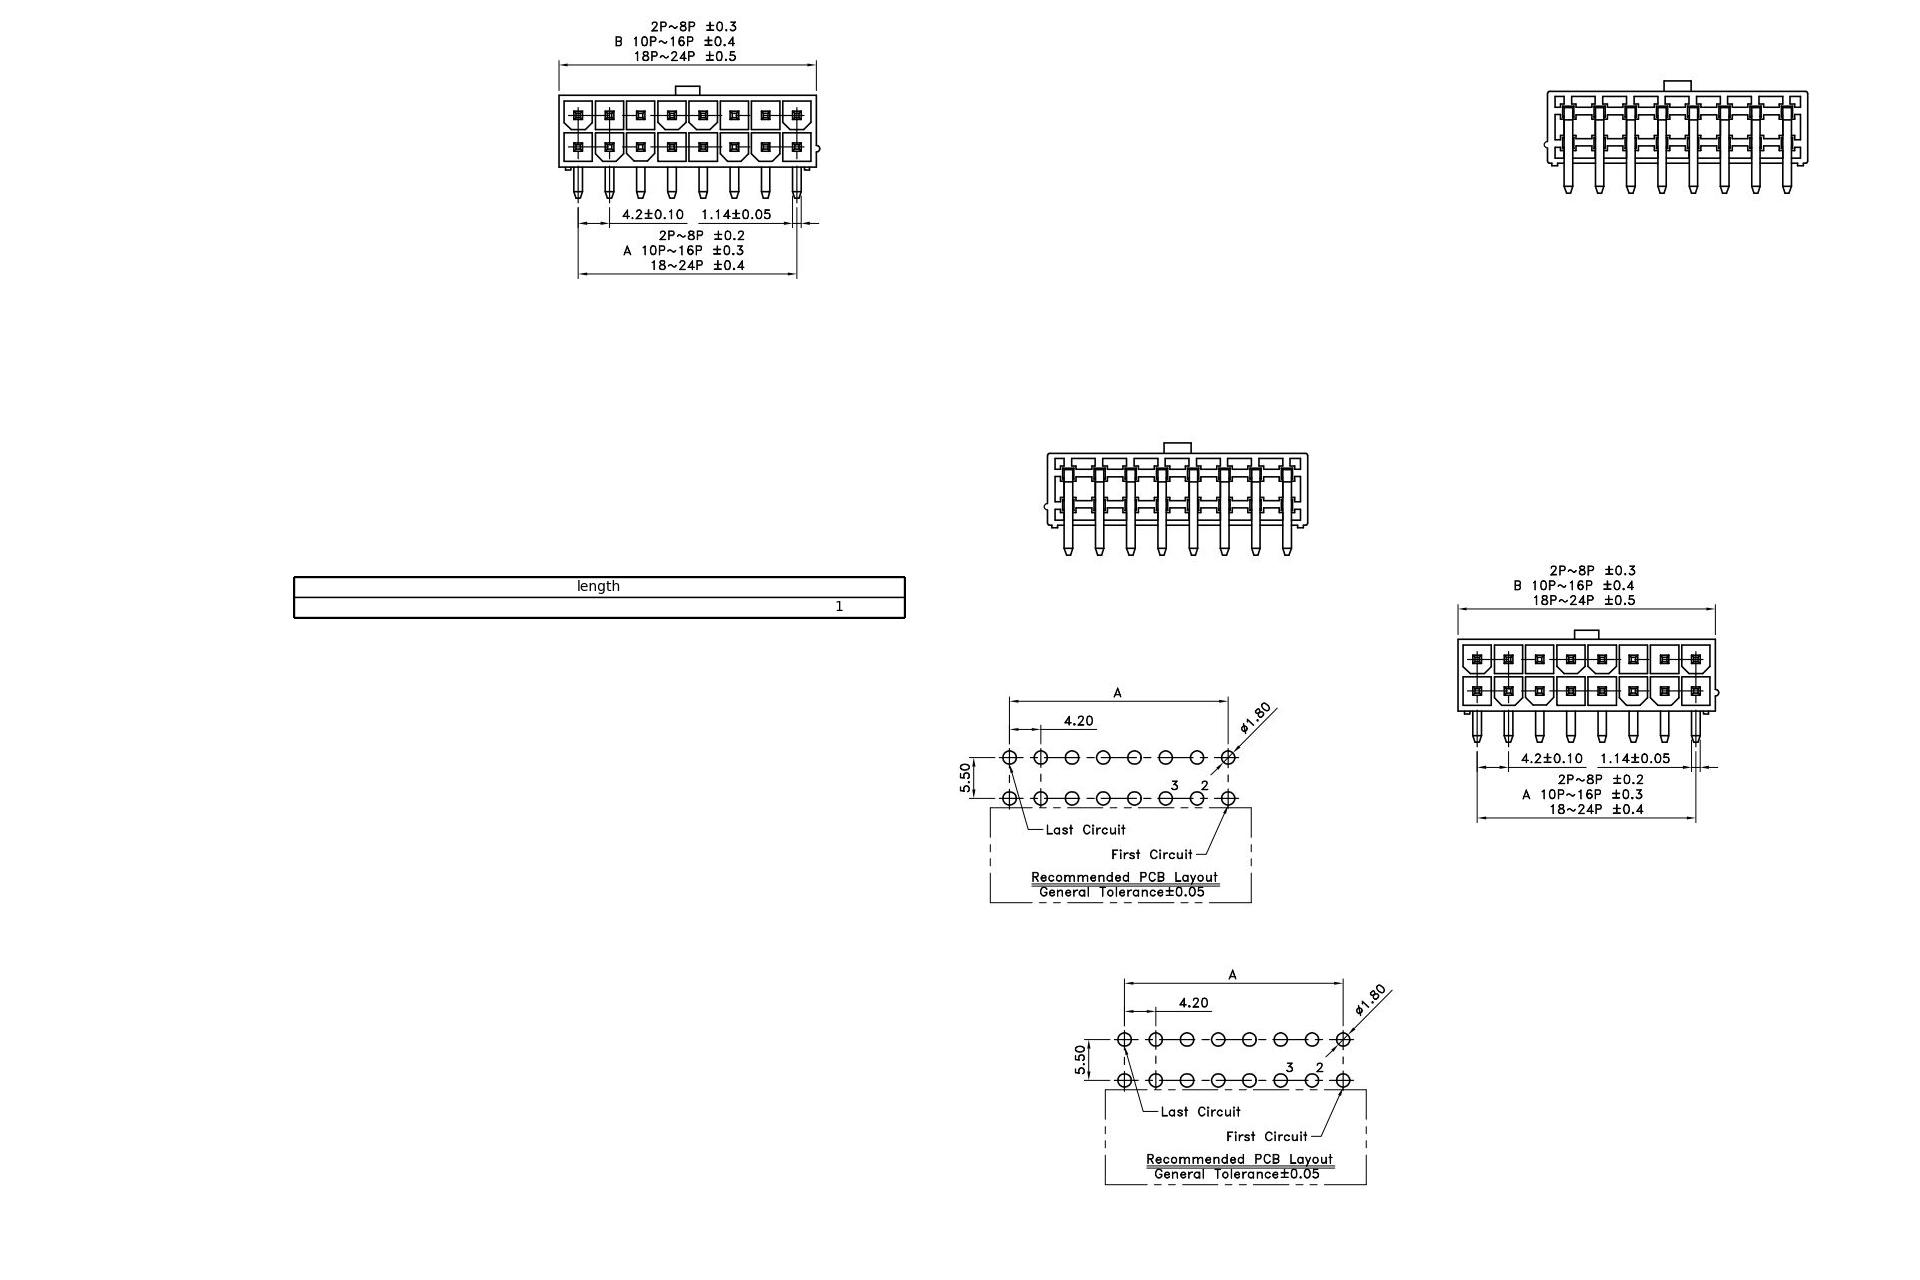 2P~8P ±0.3
B 10P~16P ±0.4
18P~24P ±0.5
4.2±0.10 1.14±0.05
2P~8P ±0.2
A 10P~16P ±0.3
18~24P ±0.4
length
1
2P~8P ±0.3
B 10P~16P ±0.4
18P~24P ±0.5
4.2±0.10 1.14±0.05
2P~8P ±0.2
A 10P~16P ±0.3
18~24P ±0.4
A
4.20
ø1.80
5.50
3 2
Last Circuit
First Circuit
Recommended PCB Layout
General Tolerance±0.05
A
4.20
ø1.80
5.50
3 2
Last Circuit
First Circuit
Recommended PCB Layout
General Tolerance±0.05